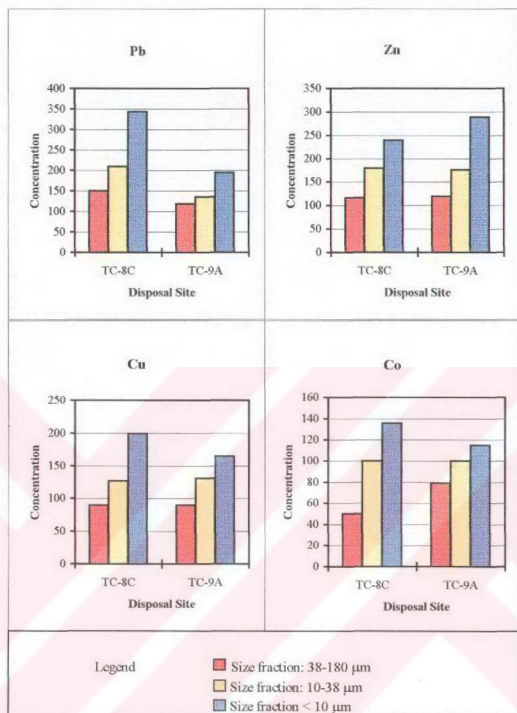 Pb
400
350
300
250
200
150
100
50
0
Concentration
TC-8C TC-9A
Disposal Site
Zn
350
300
250
200
150
100
50
0
Concentration
TC-8C TC-9A
Disposal Site
Cu
250
200
150
100
50
0
Concentration
TC-8C TC-9A
Disposal Site
Co
160
140
120
100
80
60
40
20
0
Concentration
TC-8C TC-9A
Disposal Site
Legend
Size fraction: 38-180 µm
Size fraction: 10-38 µm
Size fraction < 10 µm